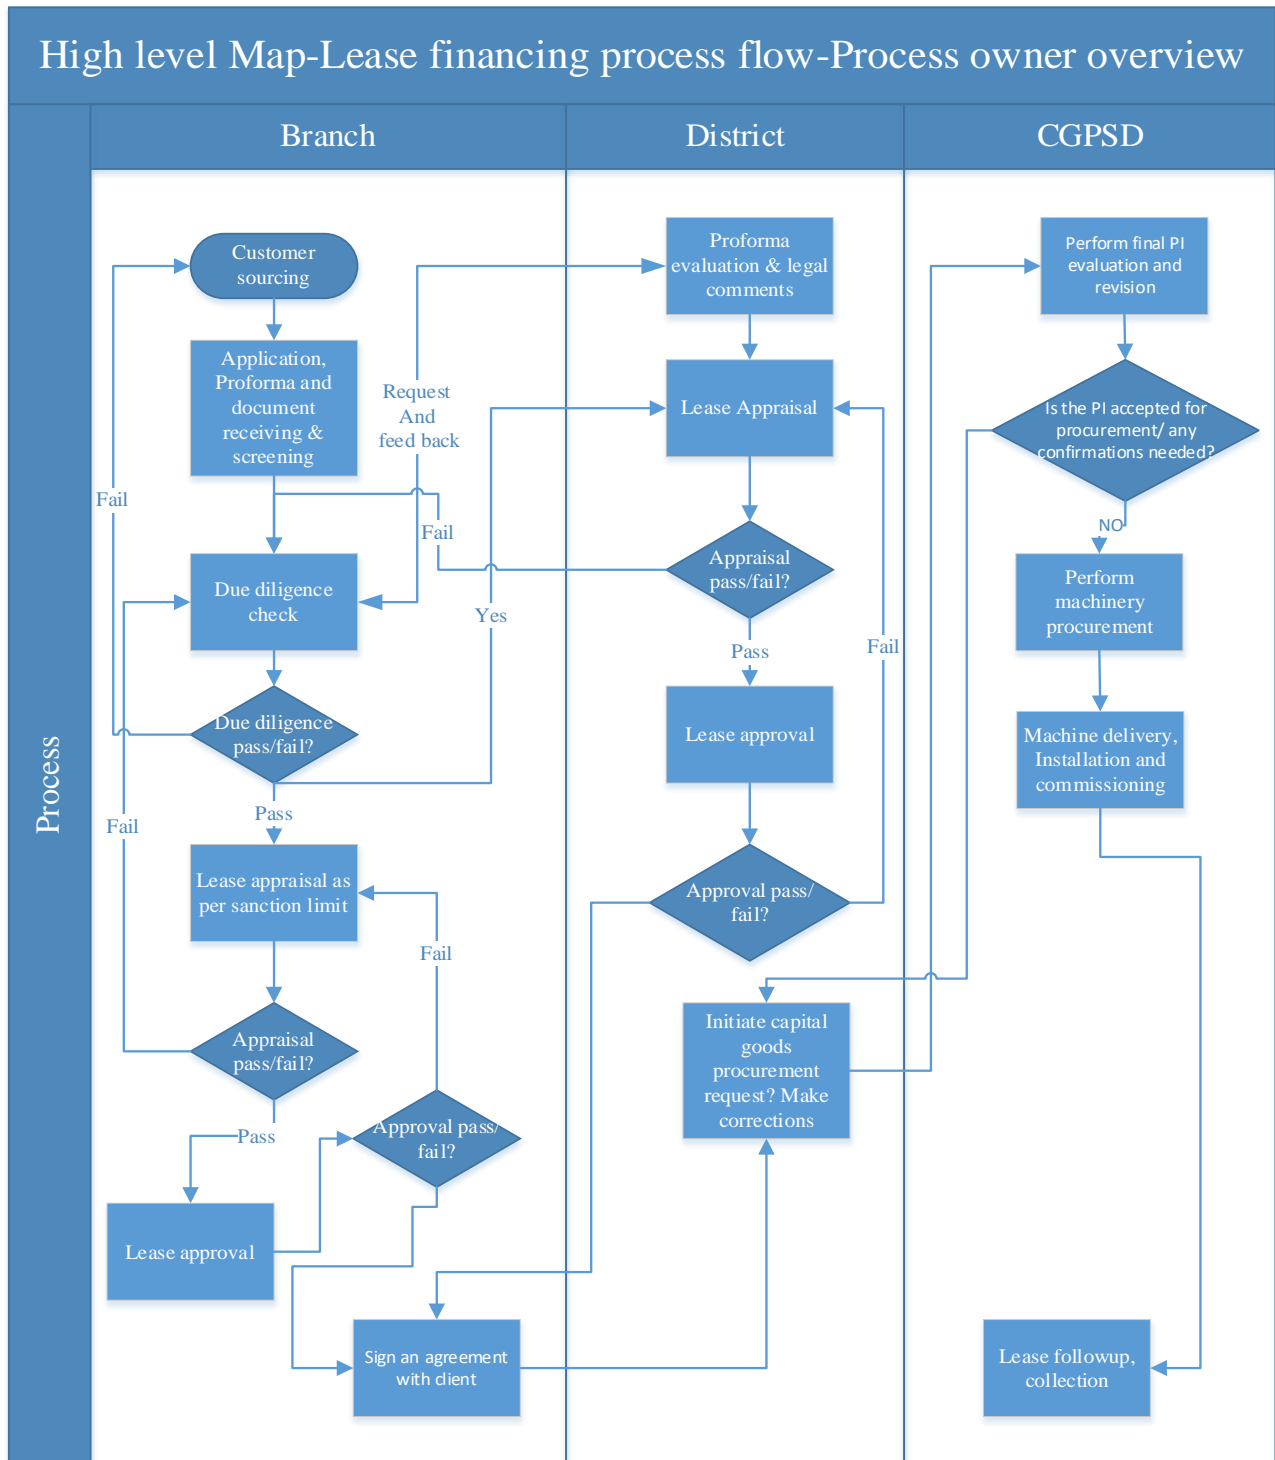 High level Map-Lease financing process flow-Process owner overview
Process
Branch
District
CGPSD
Customer
sourcing
Application,
Proforma and
document
receiving &
screening
Request
And
feed back
Fail
Fail
Due diligence
check
Yes
Due diligence
pass/fail?
Pass
Fail
Lease appraisal as
per sanction limit
Fail
Appraisal
pass/fail?
Pass
Approval pass/
fail?
Lease approval
Sign an agreement
with client
Proforma
evaluation & legal
comments
Lease Appraisal
Appraisal
pass/fail?
Pass
Fail
Lease approval
Approval pass/
fail?
Initiate capital
goods
procurement
request? Make
corrections
Perform final PI
evaluation and
revision
Is the PI accepted for
procurement/ any
confirmations needed?
NO
Perform
machinery
procurement
Machine delivery,
Installation and
commissioning
Lease followup,
collection